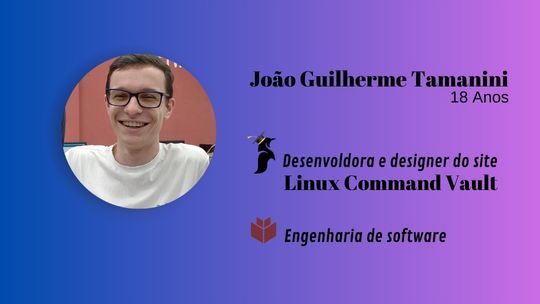 João Guilherme Tamanini
18 Anos
Desenvoldora e designer do site
Linux Command Vault
Engenharia de software